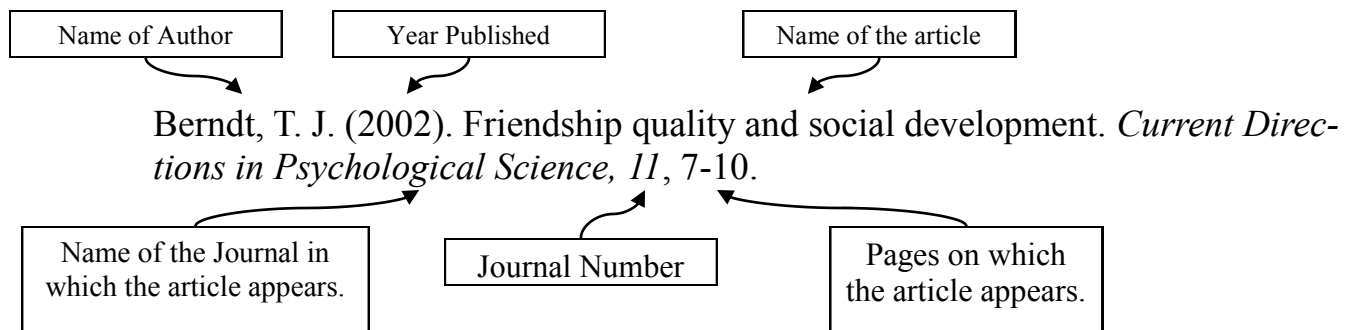 Name of Author
Year Published
Name of the article
Berndt, T. J. (2002). Friendship quality and social development. Current Direc-
tions in Psychological Science, 11, 7-10.
Name of the Journal in
which the article appears.
Journal Number
Pages on which
the article appears.